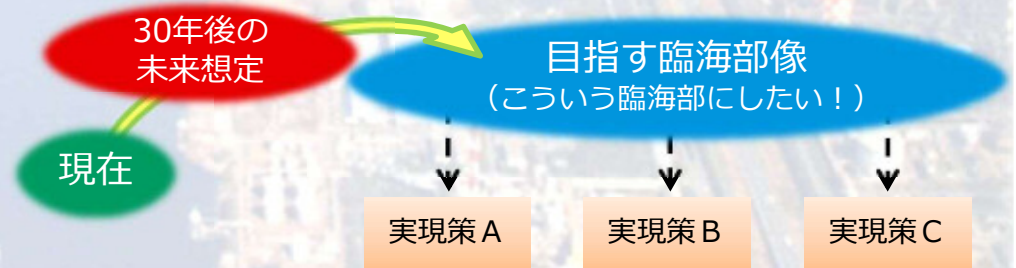 30年後の
未来想定
目指す臨海部像
（こういう臨海部にしたい！）
現在
実現策A
実現策B
実現策C